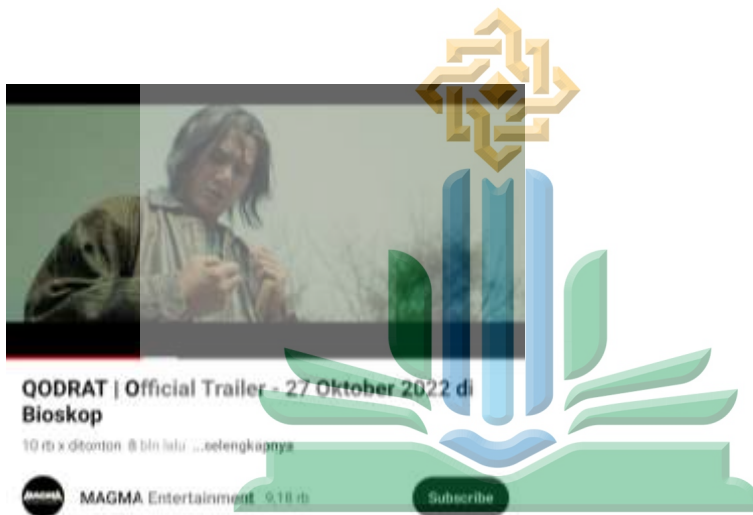 QODRAT | Official Trailer - 27 Oktober 2022 di
Bioskop
10 rb x ditonton 8 bln lalu ...selengkapnya
MAGMA
MAGMA Entertainment 9,18 rb
Subscribe